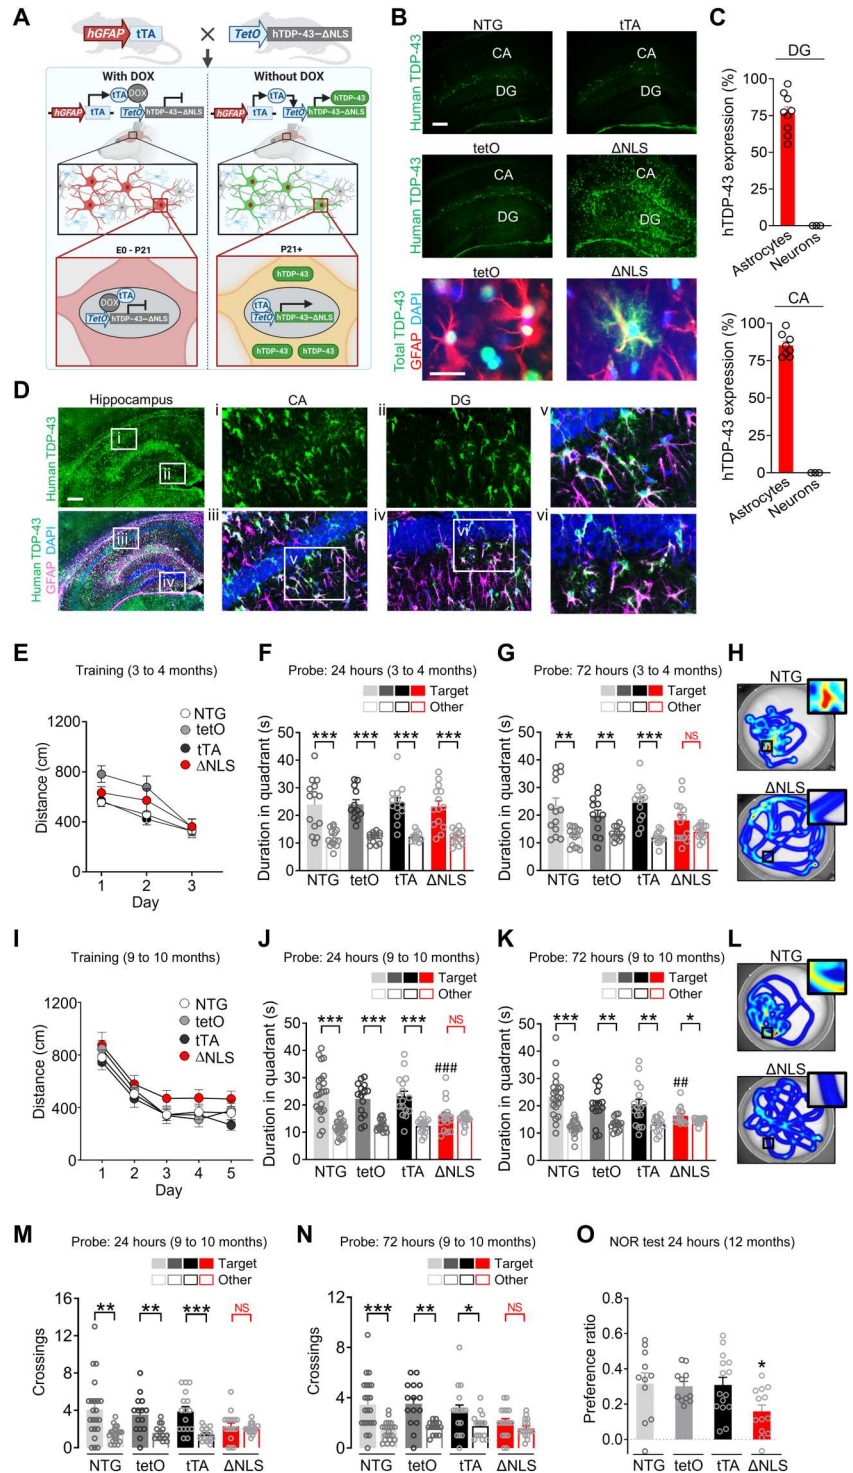 A
hGFAP tTA × TetO hTDP-43–ΔNLS
With DOX
Without DOX
tTA DOX
hGFAP tTA TetO hTDP-43–ΔNLS
tTA hTDP-43
hGFAP tTA TetO hTDP-43–ΔNLS
E0 - P21
P21+
DOX tTA
TetO hTDP-43–ΔNLS
hTDP-43
tTA
TetO hTDP-43–ΔNLS
hTDP-43 hTDP-43
B
NTG tTA
Human TDP-43
CA CA
DG DG
tetO ΔNLS
Human TDP-43
CA CA
DG DG
tetO ΔNLS
Total TDP-43
GFAP DAPI
C
DG
hTDP-43 expression (%)
100
75
50
25
0
Astrocytes
Neurons
CA
hTDP-43 expression (%)
100
75
50
25
0
Astrocytes
Neurons
D
Hippocampus
CA
DG
Human TDP-43
i
ii
i
ii
v
Human TDP-43
GFAP DAPI
iii
iv
iii
v
iv
vi
vi
E
Training (3 to 4 months)
Distance (cm)
1200
800
400
0
NTG
tetO
tTA
ΔNLS
1 2 3
Day
F
Probe: 24 hours (3 to 4 months)
Target
Other
Duration in quadrant (s)
50
40
30
20
10
0
*** *** *** ***
NTG tetO tTA ΔNLS
G
Probe: 72 hours (3 to 4 months)
Target
Other
Duration in quadrant (s)
50
40
30
20
10
0
** ** *** NS
NTG tetO tTA ΔNLS
H
NTG
ΔNLS
I
Training (9 to 10 months)
Distance (cm)
1200
800
400
0
NTG
tetO
tTA
ΔNLS
1 2 3 4 5
Day
J
Probe: 24 hours (9 to 10 months)
Target
Other
Duration in quadrant (s)
50
40
30
20
10
0
*** *** *** NS
###
NTG tetO tTA ΔNLS
K
Probe: 72 hours (9 to 10 months)
Target
Other
Duration in quadrant (s)
50
40
30
20
10
0
*** ** ** *
##
NTG tetO tTA ΔNLS
L
NTG
ΔNLS
M
Probe: 24 hours (9 to 10 months)
Target
Other
Crossings
16
12
8
4
0
** ** *** NS
NTG tetO tTA ΔNLS
N
Probe: 72 hours (9 to 10 months)
Target
Other
Crossings
12
9
6
3
0
*** ** * NS
NTG tetO tTA ΔNLS
O
NOR test 24 hours (12 months)
Preference ratio
0.8
0.6
0.4
0.2
0.0
*
NTG tetO tTA ΔNLS